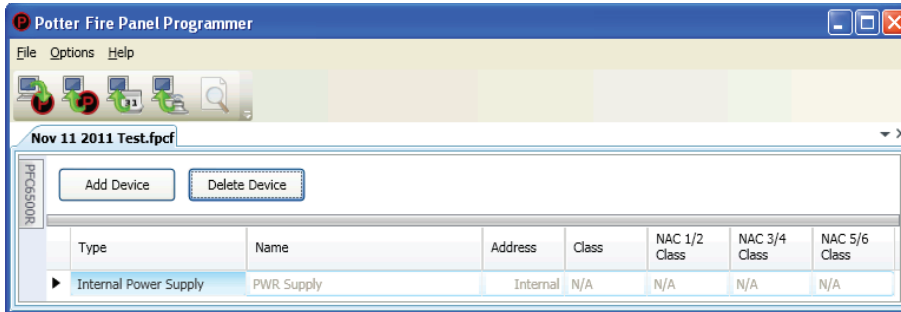 Potter Fire Panel Programmer
File Options Help
31
Nov 11 2011 Test.fpcf
PFC6500R
Add Device Delete Device
Type Name Address Class NAC 1/2 Class NAC 3/4 Class NAC 5/6 Class
Internal Power Supply PWR Supply Internal N/A N/A N/A N/A